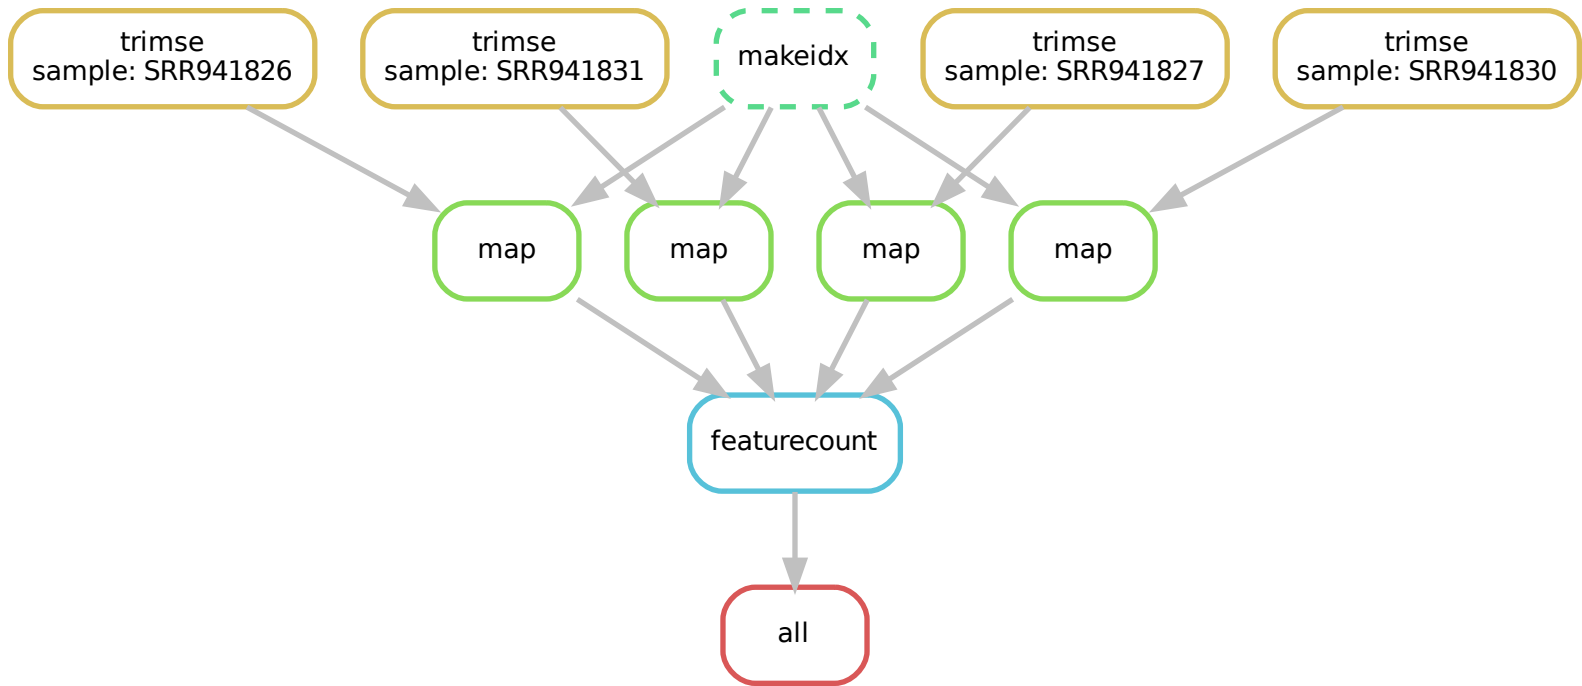 trimse
sample: SRR941826
trimse
sample: SRR941831
makeidx
trimse
sample: SRR941827
trimse
sample: SRR941830
map
map
map
map
featurecount
all